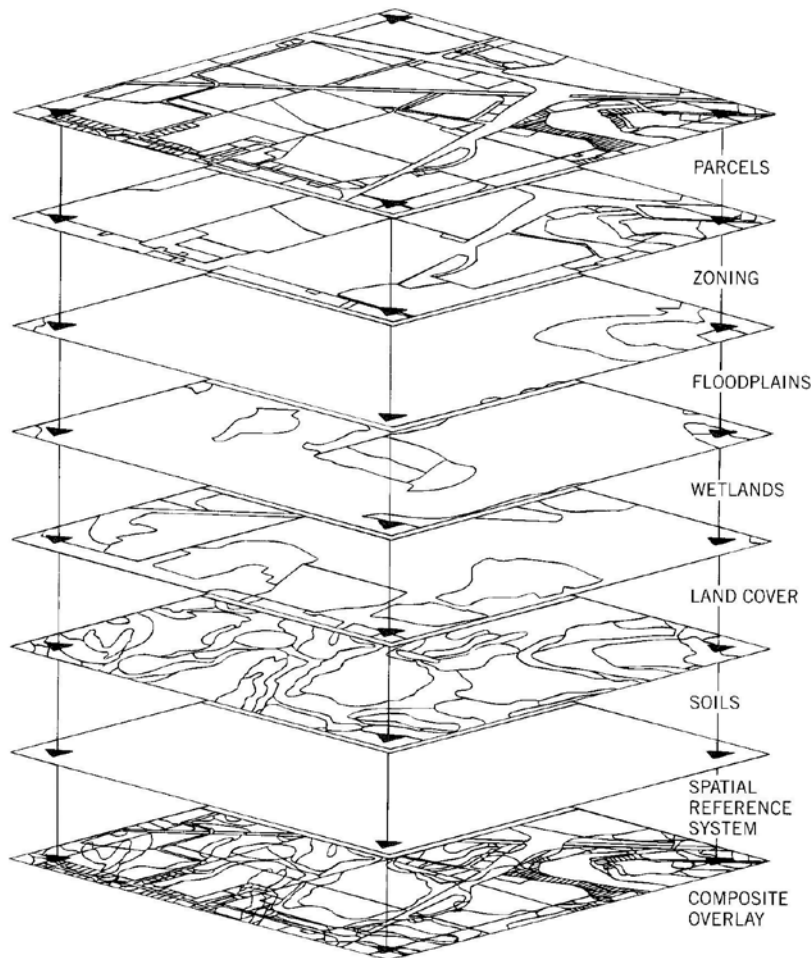 PARCELS
ZONING
FLOODPLAINS
WETLANDS
LAND COVER
SOILS
SPATIAL
REFERENCE
SYSTEM
COMPOSITE
OVERLAY